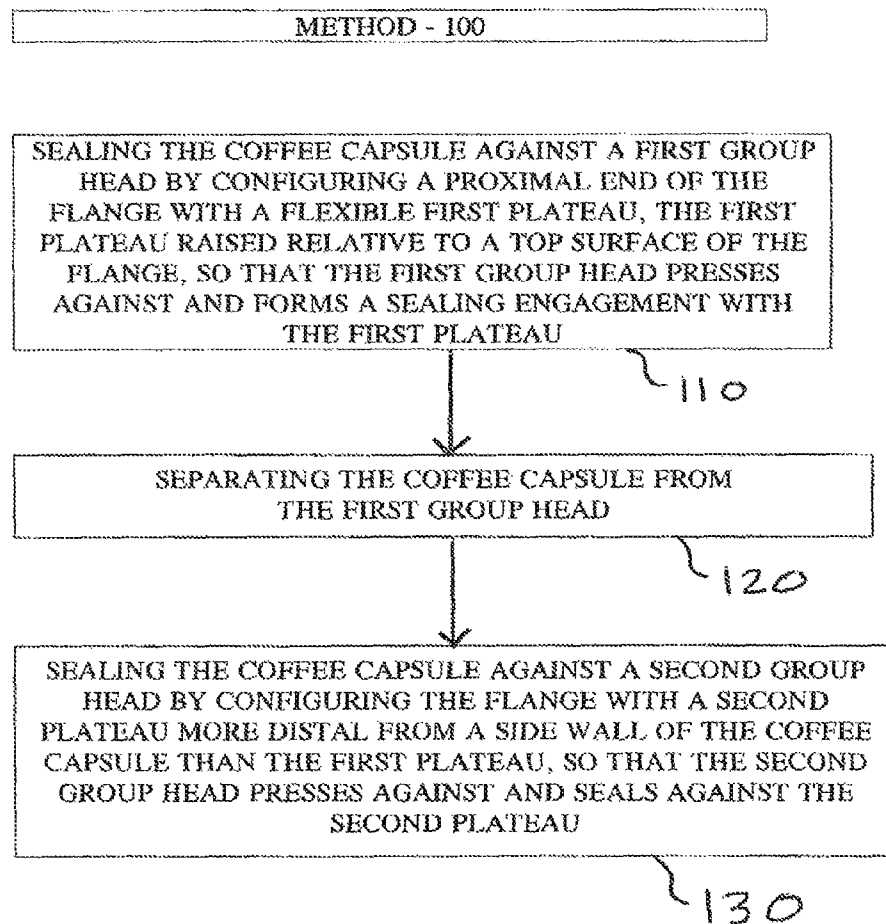 METHOD - 100
SEALING THE COFFEE CAPSULE AGAINST A FIRST GROUP
HEAD BY CONFIGURING A PROXIMAL END OF THE
FLANGE WITH A FLEXIBLE FIRST PLATEAU, THE FIRST
PLATEAU RAISED RELATIVE TO A TOP SURFACE OF THE
FLANGE, SO THAT THE FIRST GROUP HEAD PRESSES
AGAINST AND FORMS A SEALING ENGAGEMENT WITH
THE FIRST PLATEAU
110
SEPARATING THE COFFEE CAPSULE FROM
THE FIRST GROUP HEAD
120
SEALING THE COFFEE CAPSULE AGAINST A SECOND GROUP
HEAD BY CONFIGURING THE FLANGE WITH A SECOND
PLATEAU MORE DISTAL FROM A SIDE WALL OF THE COFFEE
CAPSULE THAN THE FIRST PLATEAU, SO THAT THE SECOND
GROUP HEAD PRESSES AGAINST AND SEALS AGAINST THE
SECOND PLATEAU
130